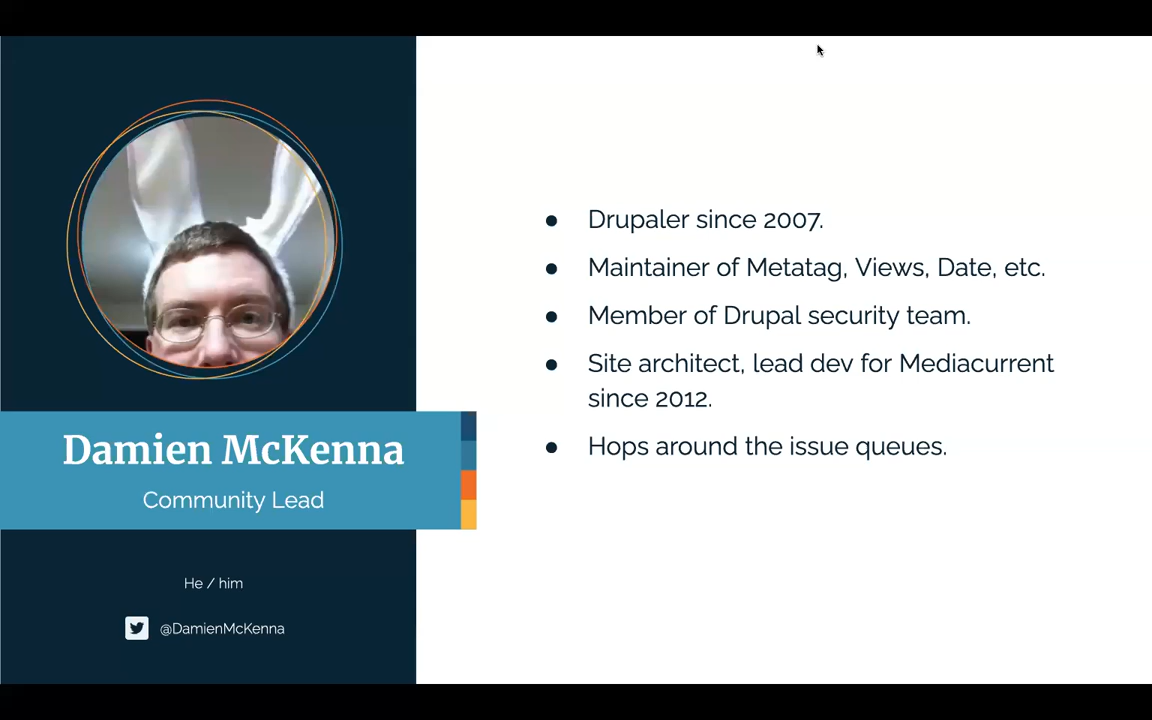 Damien McKenna
Community Lead
He / him
@DamienMcKenna
● Drupaler since 2007.
● Maintainer of Metatag, Views, Date, etc.
● Member of Drupal security team.
● Site architect, lead dev for Mediacurrent
since 2012.
● Hops around the issue queues.